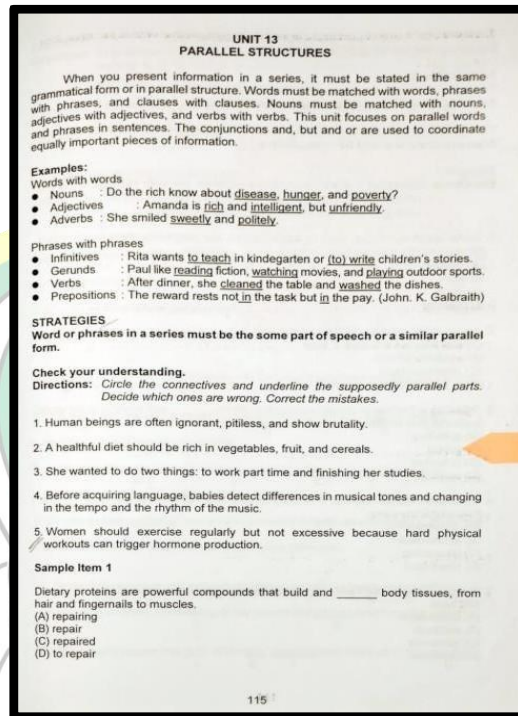 UNIT 13
PARALLEL STRUCTURES
When you present information in a series, it must be stated in the same
grammatical form or in parallel structure. Words must be matched with words, phrases
with phrases, and clauses with clauses. Nouns must be matched with nouns,
adjectives with adjectives, and verbs with verbs. This unit focuses on parallel words
and phrases in sentences. The conjunctions and, but and or are used to coordinate
equally important pieces of information.
Examples:
Words with words
● Nouns : Do the rich know about disease, hunger, and poverty?
● Adjectives : Amanda is rich and intelligent, but unfriendly.
● Adverbs : She smiled sweetly and politely.
Phrases with phrases
● Infinitives : Rita wants to teach in kindegarten or (to) write children's stories.
● Gerunds : Paul like reading fiction, watching movies, and playing outdoor sports.
● Verbs : After dinner, she cleaned the table and washed the dishes.
● Prepositions : The reward rests not in the task but in the pay. (John. K. Galbraith)
STRATEGIES
Word or phrases in a series must be the some part of speech or a similar parallel
form.
Check your understanding.
Directions: Circle the connectives and underline the supposedly parallel parts.
Decide which ones are wrong. Correct the mistakes.
1. Human beings are often ignorant, pitiless, and show brutality.
2. A healthful diet should be rich in vegetables, fruit, and cereals.
3. She wanted to do two things: to work part time and finishing her studies.
4. Before acquiring language, babies detect differences in musical tones and changing
in the tempo and the rhythm of the music.
5. Women should exercise regularly but not excessive because hard physical
workouts can trigger hormone production.
Sample Item 1
Dietary proteins are powerful compounds that build and ______ body tissues, from
hair and fingernails to muscles.
(A) repairing
(B) repair
(C) repaired
(D) to repair
115